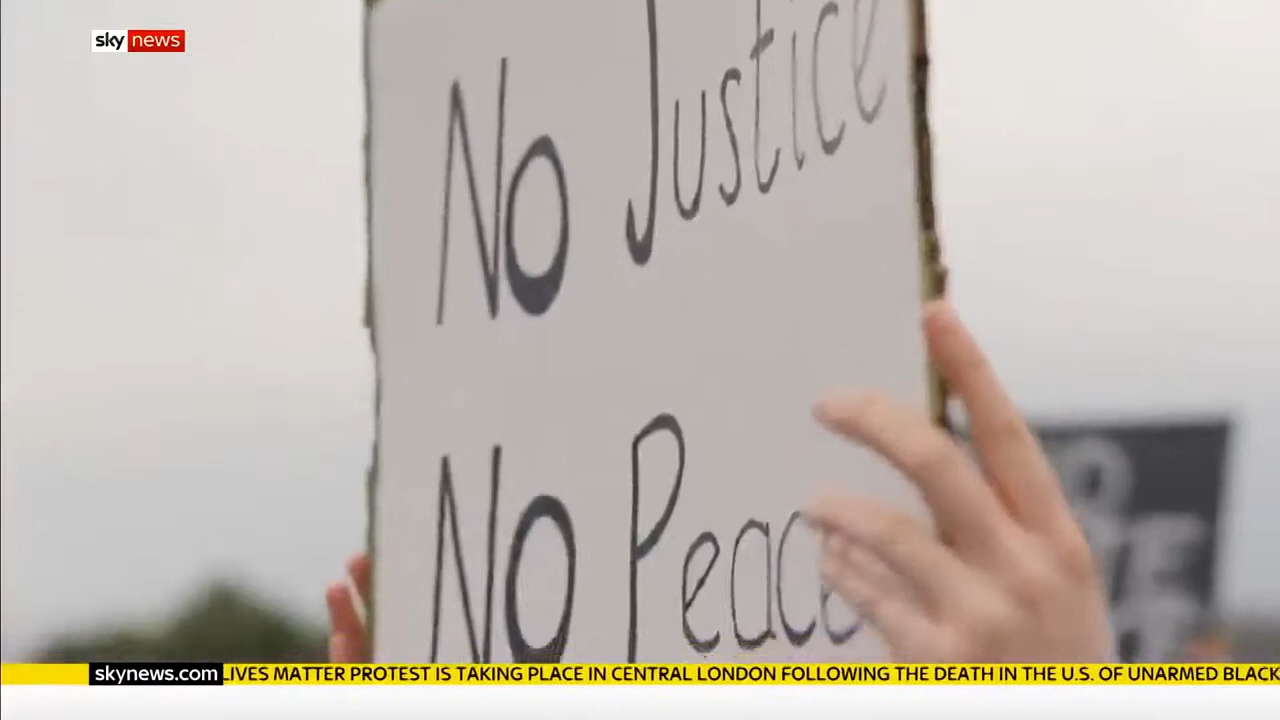 sky news
No Justice
No Peace
skynews.com LIVES MATTER PROTEST IS TAKING PLACE IN CENTRAL LONDON FOLLOWING THE DEATH IN THE U.S. OF UNARMED BLACK